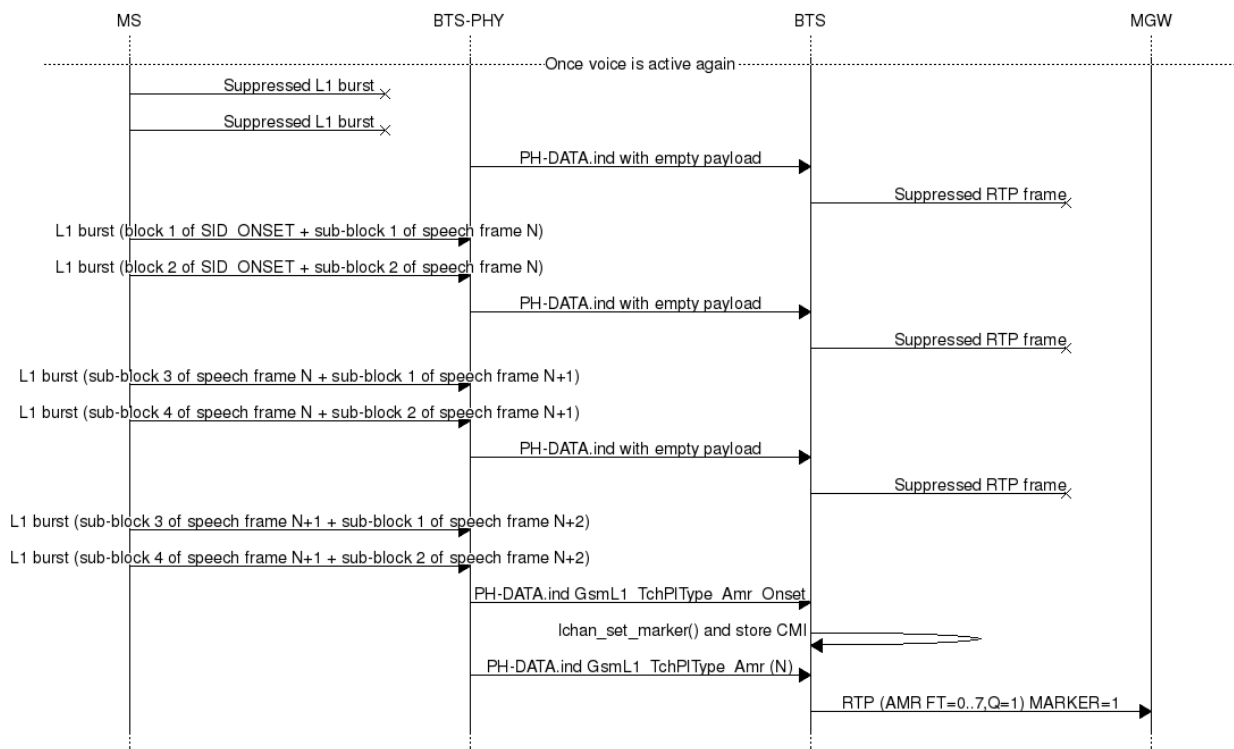 MS BTS-PHY BTS MGW
Once voice is active again
Suppressed L1 burst
Suppressed L1 burst
PH-DATA.ind with empty payload
Suppressed RTP frame
L1 burst (block 1 of SID_ONSET + sub-block 1 of speech frame N)
L1 burst (block 2 of SID_ONSET + sub-block 2 of speech frame N)
PH-DATA.ind with empty payload
Suppressed RTP frame
L1 burst (sub-block 3 of speech frame N + sub-block 1 of speech frame N+1)
L1 burst (sub-block 4 of speech frame N + sub-block 2 of speech frame N+1)
PH-DATA.ind with empty payload
Suppressed RTP frame
L1 burst (sub-block 3 of speech frame N+1 + sub-block 1 of speech frame N+2)
L1 burst (sub-block 4 of speech frame N+1 + sub-block 2 of speech frame N+2)
PH-DATA.ind GsmL1_TchPlType_Amr_Onset
lchan_set_marker() and store CMI
PH-DATA.ind GsmL1_TchPlType_Amr (N)
RTP (AMR FT=0..7,Q=1) MARKER=1